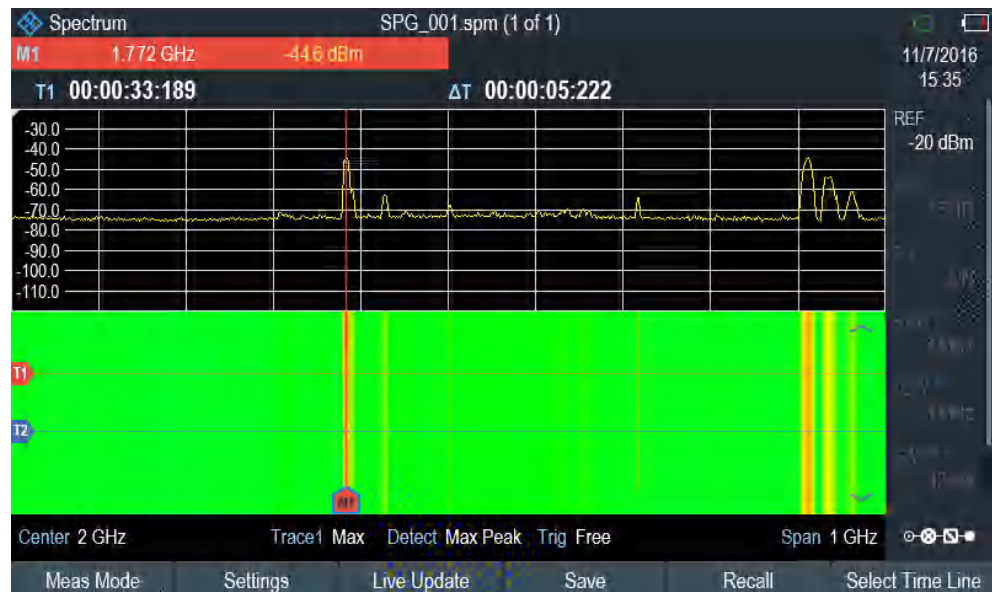 Spectrum SPG_001.spm (1 of 1)
M1 1.772 GHz -44.6 dBm 11/7/2016
15:35
T1 00:00:33:189 ΔT 00:00:05:222
REF
-20 dBm
-30.0
-40.0
-50.0
-60.0
-70.0
-80.0
-90.0
-100.0
-110.0
T1
T2
M1
Center 2 GHz Trace1 Max Detect Max Peak Trig Free Span 1 GHz
Meas Mode Settings Live Update Save Recall Select Time Line